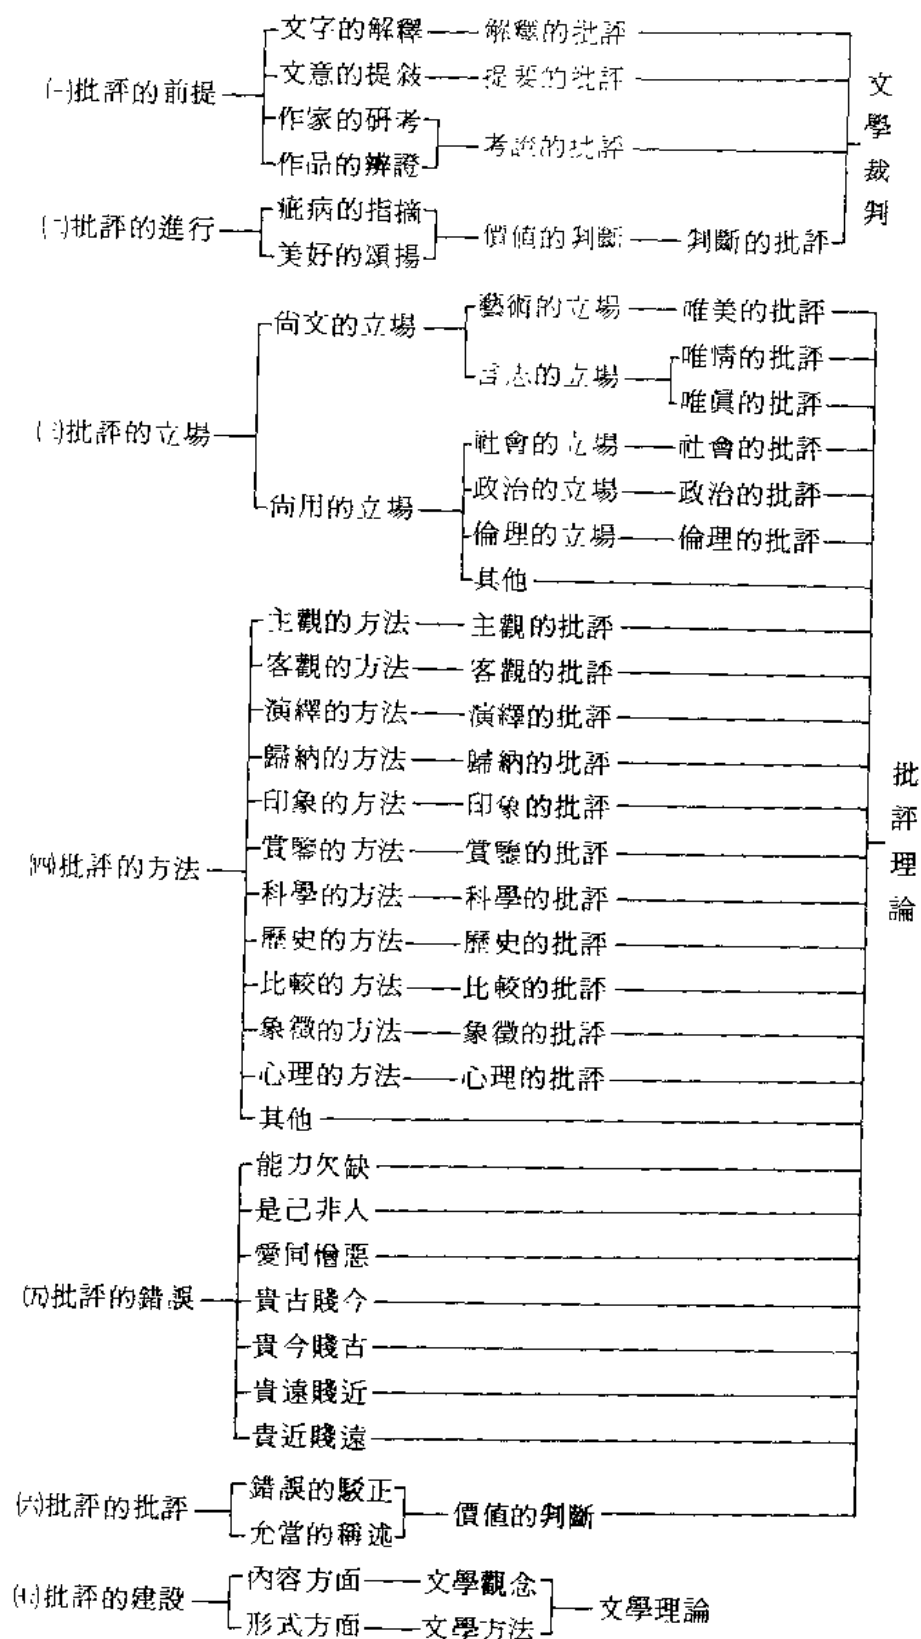 (一)批評的前提 文字的解釋 解釋的批評
文意的提敘 提要的批評
作家的研考
作品的辨證 考證的批評
文學裁判
(二)批評的進行 疵病的指摘
美好的頌揚 價值的判斷 判斷的批評
(三)批評的立場 尚文的立場 藝術的立場 唯美的批評
言志的立場 唯情的批評
唯眞的批評
尚用的立場 社會的立場 社會的批評
政治的立場 政治的批評
倫理的立場 倫理的批評
其他
(四)批評的方法 主觀的方法 主觀的批評
客觀的方法 客觀的批評
演繹的方法 演繹的批評
歸納的方法 歸納的批評
印象的方法 印象的批評
賞鑒的方法 賞鑒的批評
科學的方法 科學的批評
歷史的方法 歷史的批評
比較的方法 比較的批評
象徵的方法 象徵的批評
心理的方法 心理的批評
其他
批評理論
(五)批評的錯誤 能力欠缺
是己非人
愛同憎惡
貴古賤今
貴今賤古
貴遠賤近
貴近賤遠
(六)批評的批評 錯誤的駁正
允當的稱述 價值的判斷
(七)批評的建設 內容方面 文學觀念
形式方面 文學方法 文學理論